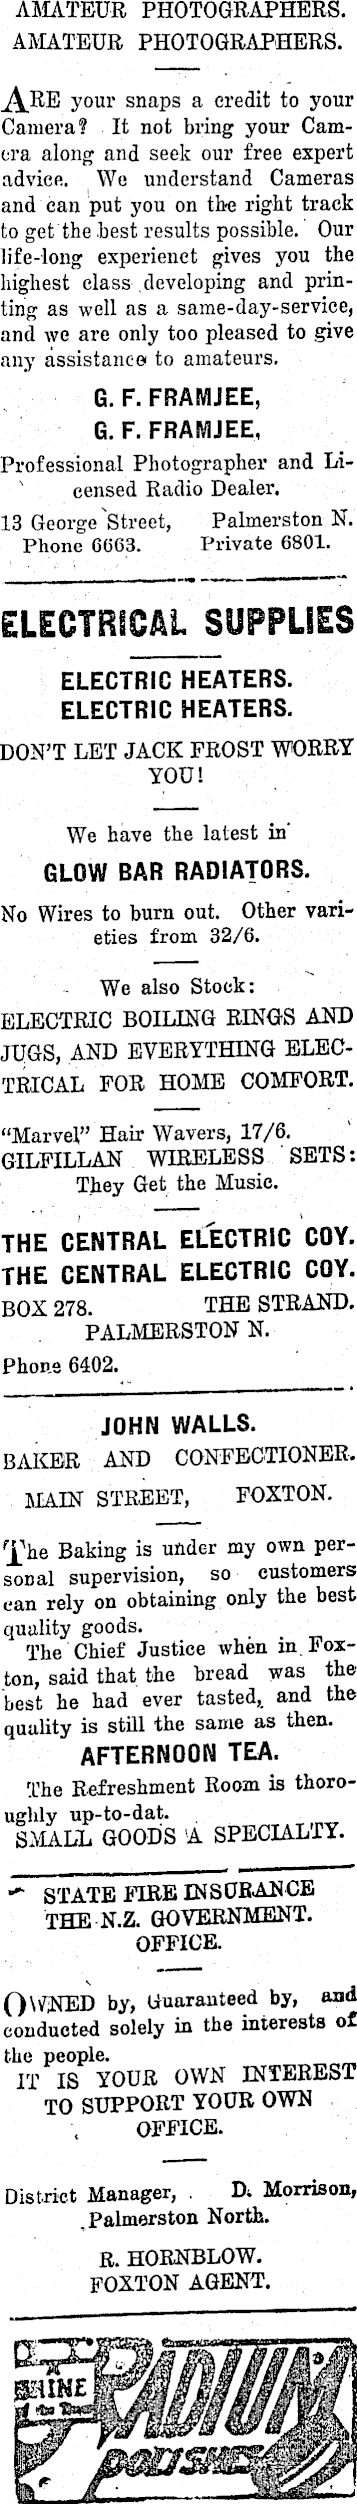 AMATEUR PHOTOGRAPHERS.
AMATEUR PHOTOGRAPHERS.
ARE your snaps a credit to your
Camera? It not bring your Cam-
era along and seek our free expert
advice. We understand Cameras
and can put you on the right track
to get the best results possible. Our
life-long experienct gives you the
highest class developing and prin-
ting as well as a same-day-service,
and we are only too pleased to give
any assistance to amateurs.
G. F. FRAMJEE,
G. F. FRAMJEE,
Professional Photographer and Li-
censed Radio Dealer.
13 George Street, Palmerston N.
Phone 6663. Private 6801.
ELECTRICAL SUPPLIES
ELECTRIC HEATERS.
ELECTRIC HEATERS.
DON'T LET JACK FROST WORRY
YOU!
We have the latest in
GLOW BAR RADIATORS.
No Wires to burn out. Other vari-
eties from 32/6.
We also Stock:
ELECTRIC BOILING RINGS AND
JUGS, AND EVERYTHING ELEC-
TRICAL FOR HOME COMFORT.
"Marvel" Hair Wavers, 17/6.
GILFILLAN WIRELESS SETS:
They Get the Music.
THE CENTRAL ELECTRIC COY.
THE CENTRAL ELECTRIC COY.
BOX 278. THE STRAND.
PALMERSTON N.
Phone 6402.
JOHN WALLS.
BAKER AND CONFECTIONER.
MAIN STREET, FOXTON.
The Baking is under my own per-
sonal supervision, so customers
can rely on obtaining only the best
quality goods.
The Chief Justice when in Fox-
ton, said that the bread was the
best he had ever tasted, and the
quality is still the same as then.
AFTERNOON TEA.
The Refreshment Room is thoro-
ughly up-to-dat.
SMALL GOODS A SPECIALTY.
STATE FIRE INSURANCE
THE N.Z. GOVERNMENT.
OFFICE.
OWNED by, Guaranteed by, and
conducted solely in the interests of
the people.
IT IS YOUR OWN INTEREST
TO SUPPORT YOUR OWN
OFFICE.
District Manager, D. Morrison,
Palmerston North.
R. HORNBLOW.
FOXTON AGENT.
A
SHINE
RADIUM
POLISHES